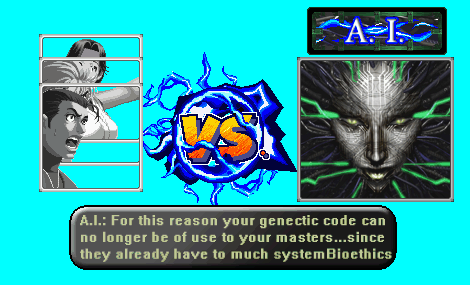 A. I.
VS.
A.I.: For this reason your genectic code can
no longer be of use to your masters...since
they already have to much systemBioethics